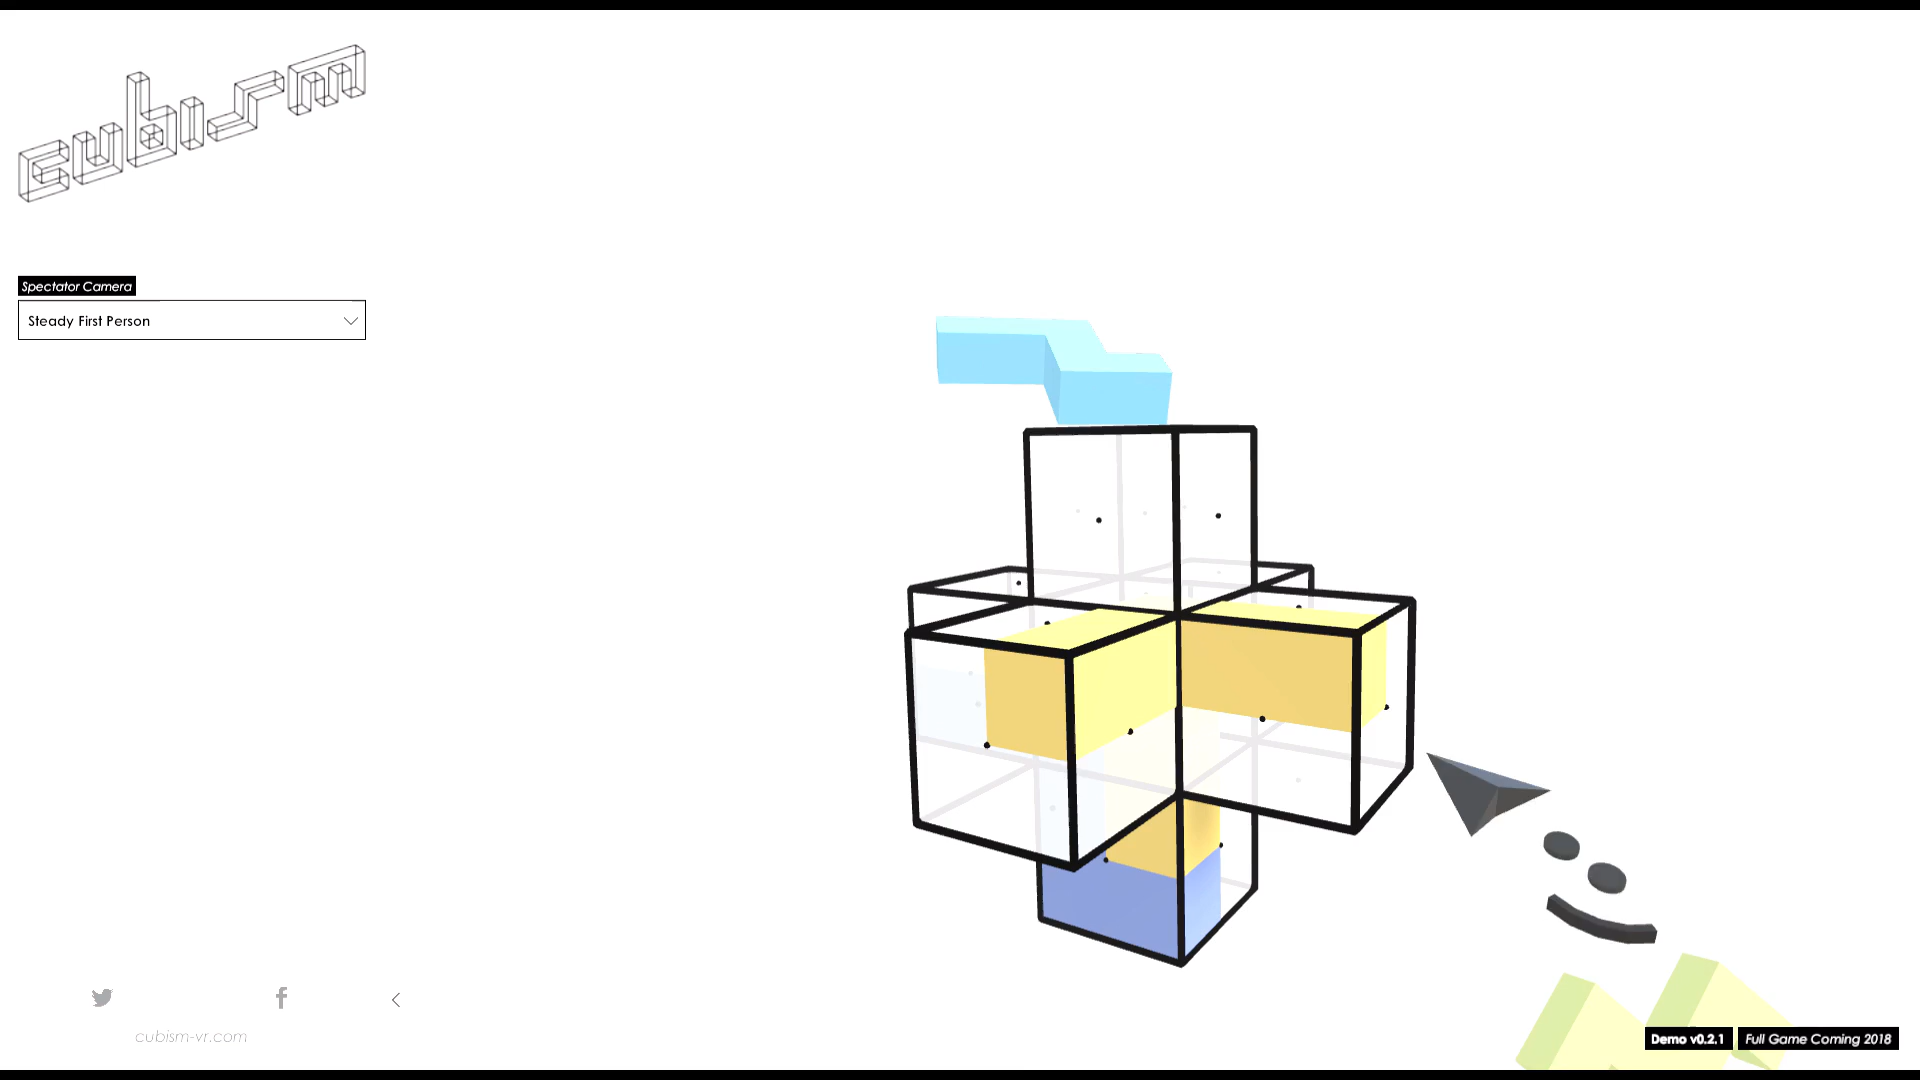 cubism
Spectator Camera
Steady First Person
cubism-vr.com
Demo v0.2.1
Full Game Coming 2018